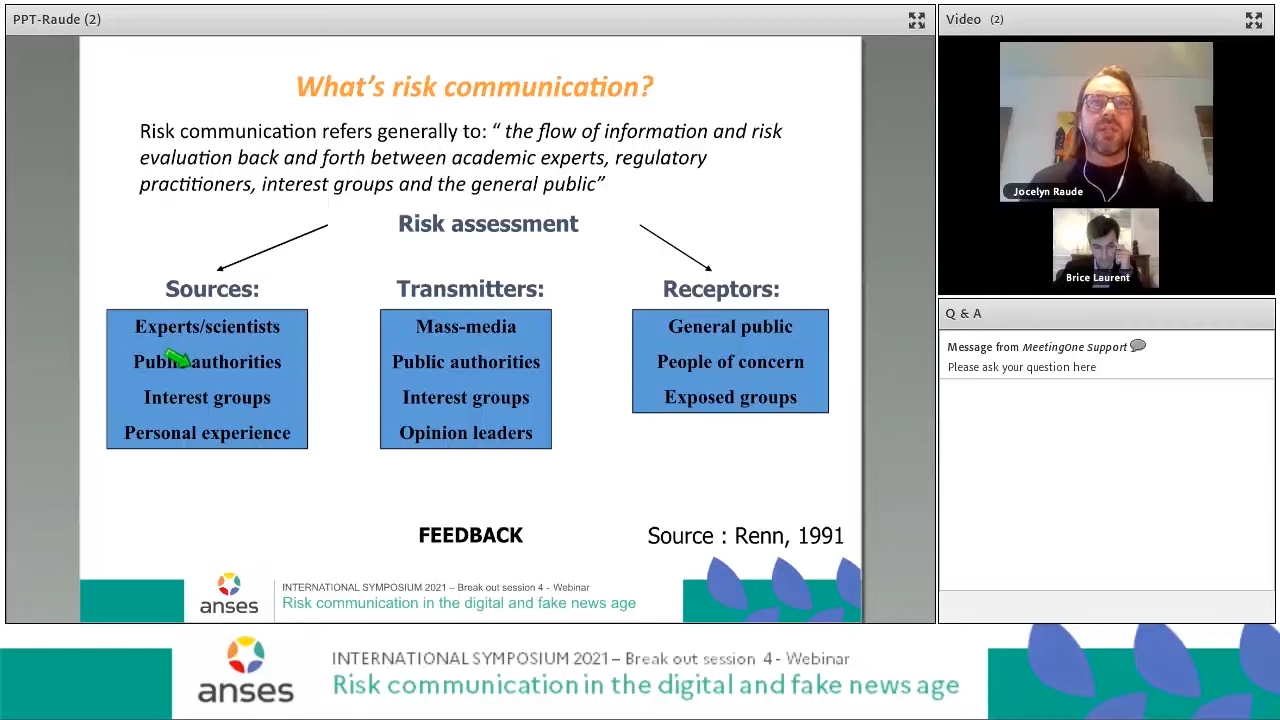 PPT-Raude (2)
What's risk communication?
Risk communication refers generally to: “ the flow of information and risk
evaluation back and forth between academic experts, regulatory
practitioners, interest groups and the general public”
Risk assessment
Sources:
Experts/scientists
Public authorities
Interest groups
Personal experience
Transmitters:
Mass-media
Public authorities
Interest groups
Opinion leaders
Receptors:
General public
People of concern
Exposed groups
FEEDBACK
Source : Renn, 1991
anses
INTERNATIONAL SYMPOSIUM 2021 – Break out session 4 - Webinar
Risk communication in the digital and fake news age
Video (2)
Jocelyn Raude
Brice Laurent
Q & A
Message from MeetingOne Support
Please ask your question here
anses
INTERNATIONAL SYMPOSIUM 2021 – Break out session 4 - Webinar
Risk communication in the digital and fake news age